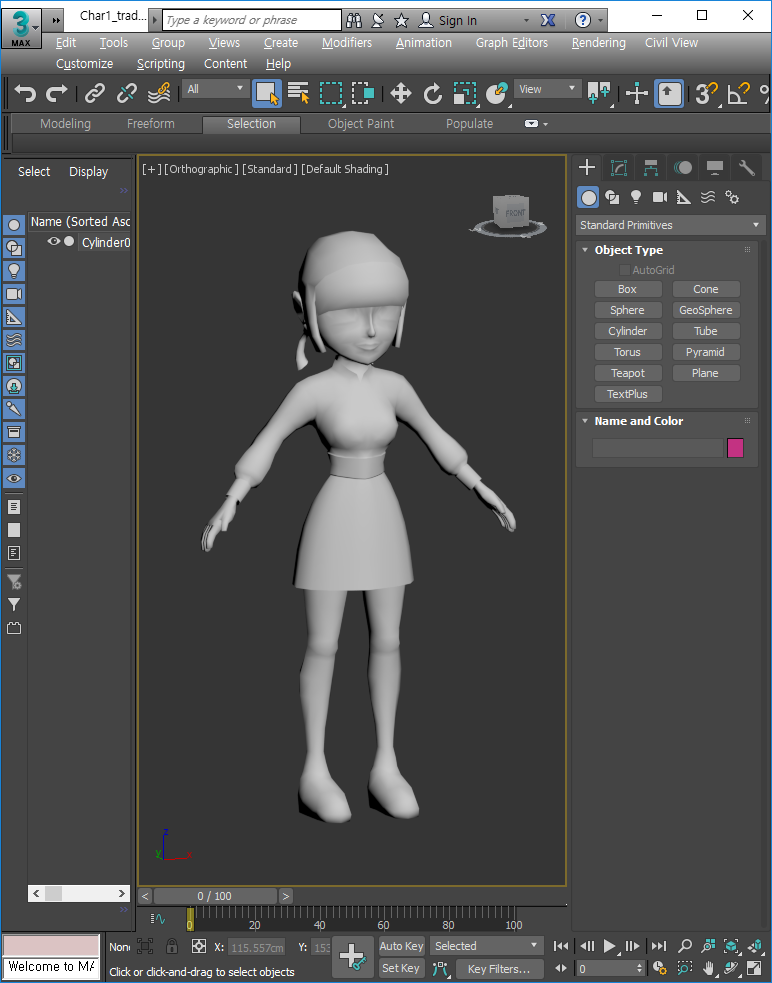 3 Char1_trad... Type a keyword or phrase Sign In ?
MAX Edit Tools Group Views Create Modifiers Animation Graph Editors Rendering Civil View
Customize Scripting Content Help
All View 3
Modeling Freeform Selection Object Paint Populate
Select Display
[+] [Orthographic] [Standard] [Default Shading]
Name (Sorted Asc
Cylinder0
FRONT
Standard Primitives
Object Type
AutoGrid
Box Cone
Sphere GeoSphere
Cylinder Tube
Torus Pyramid
Teapot Plane
TextPlus
Name and Color
z
y x
< > < 0 / 100 >
0 20 40 60 80 100
Non X: 115.557cm Y: 153 Auto Key Selected
Welcome to MA Click or click-and-drag to select objects Set Key Key Filters... 0